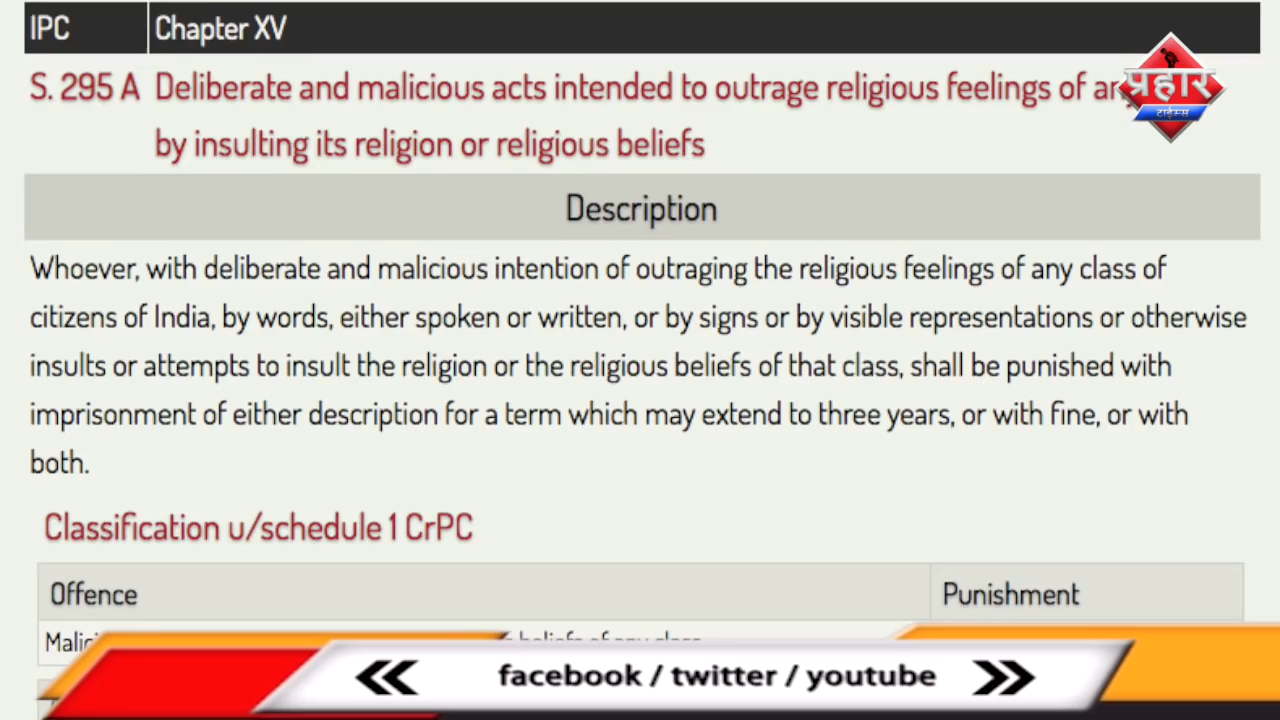 IPC Chapter XV
S. 295 A Deliberate and malicious acts intended to outrage religious feelings of
by insulting its religion or religious beliefs
प्रहार
टाईम्स
Description
Whoever, with deliberate and malicious intention of outraging the religious feelings of any class of
citizens of India, by words, either spoken or written, or by signs or by visible representations or otherwise
insults or attempts to insult the religion or the religious beliefs of that class, shall be punished with
imprisonment of either description for a term which may extend to three years, or with fine, or with
both.
Classification u/schedule 1 CrPC
Offence Punishment
beliefs of any class
facebook / twitter / youtube